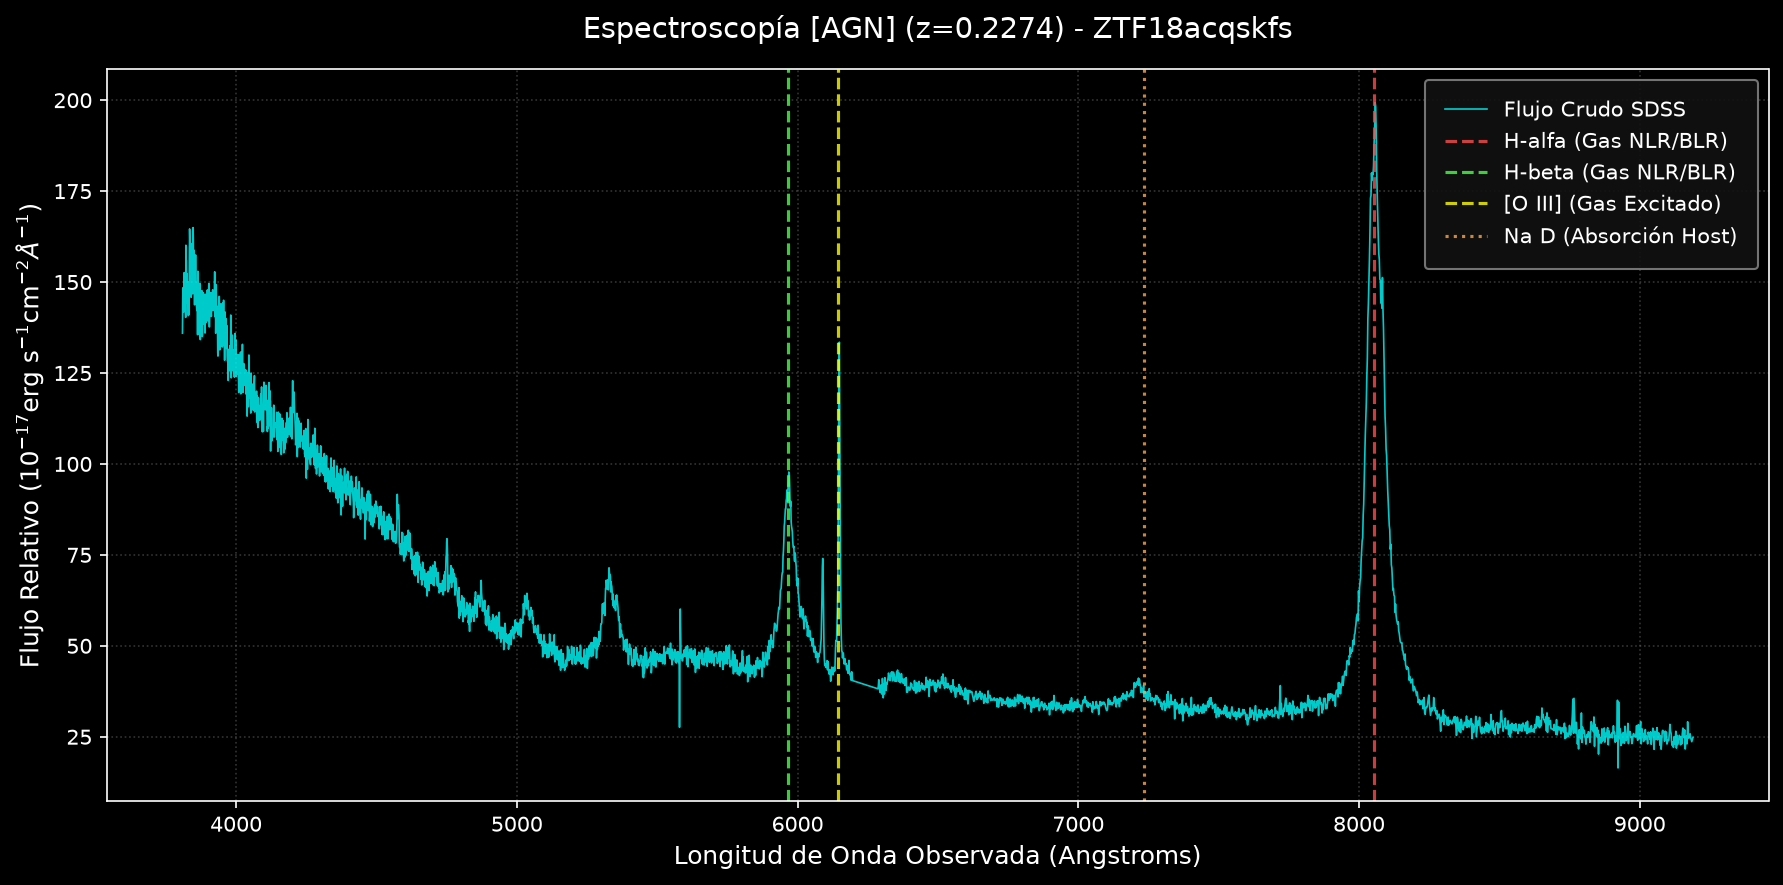 Espectroscopía [AGN] (z=0.2274) - ZTF18acqskfs
Flujo Relativo (10⁻¹⁷erg s⁻¹cm⁻²Å⁻¹)
200
175
150
125
100
75
50
25
Flujo Crudo SDSS
H-alfa (Gas NLR/BLR)
H-beta (Gas NLR/BLR)
[O III] (Gas Excitado)
Na D (Absorción Host)
4000 5000 6000 7000 8000 9000
Longitud de Onda Observada (Angstroms)